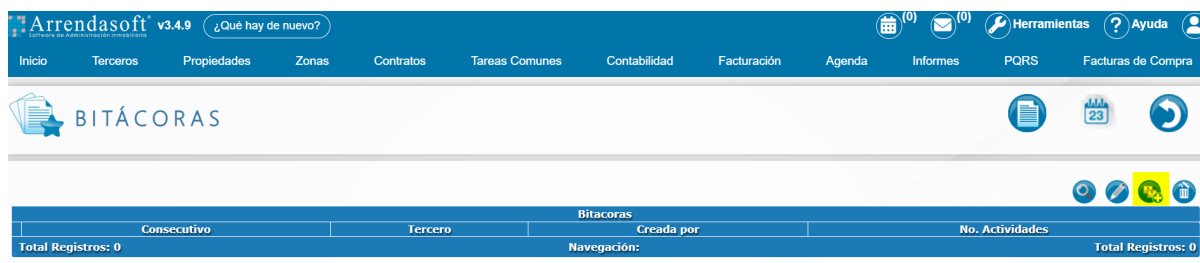 Arrendasoft® v3.4.9 ¿Qué hay de nuevo? (0) (0) Herramientas ? Ayuda
Software de Administración Inmobiliaria
Inicio Terceros Propiedades Zonas Contratos Tareas Comunes Contabilidad Facturación Agenda Informes PQRS Facturas de Compra
BITÁCORAS 23
Bitacoras
Consecutivo Tercero Creada por No. Actividades
Total Registros: 0 Navegación: Total Registros: 0